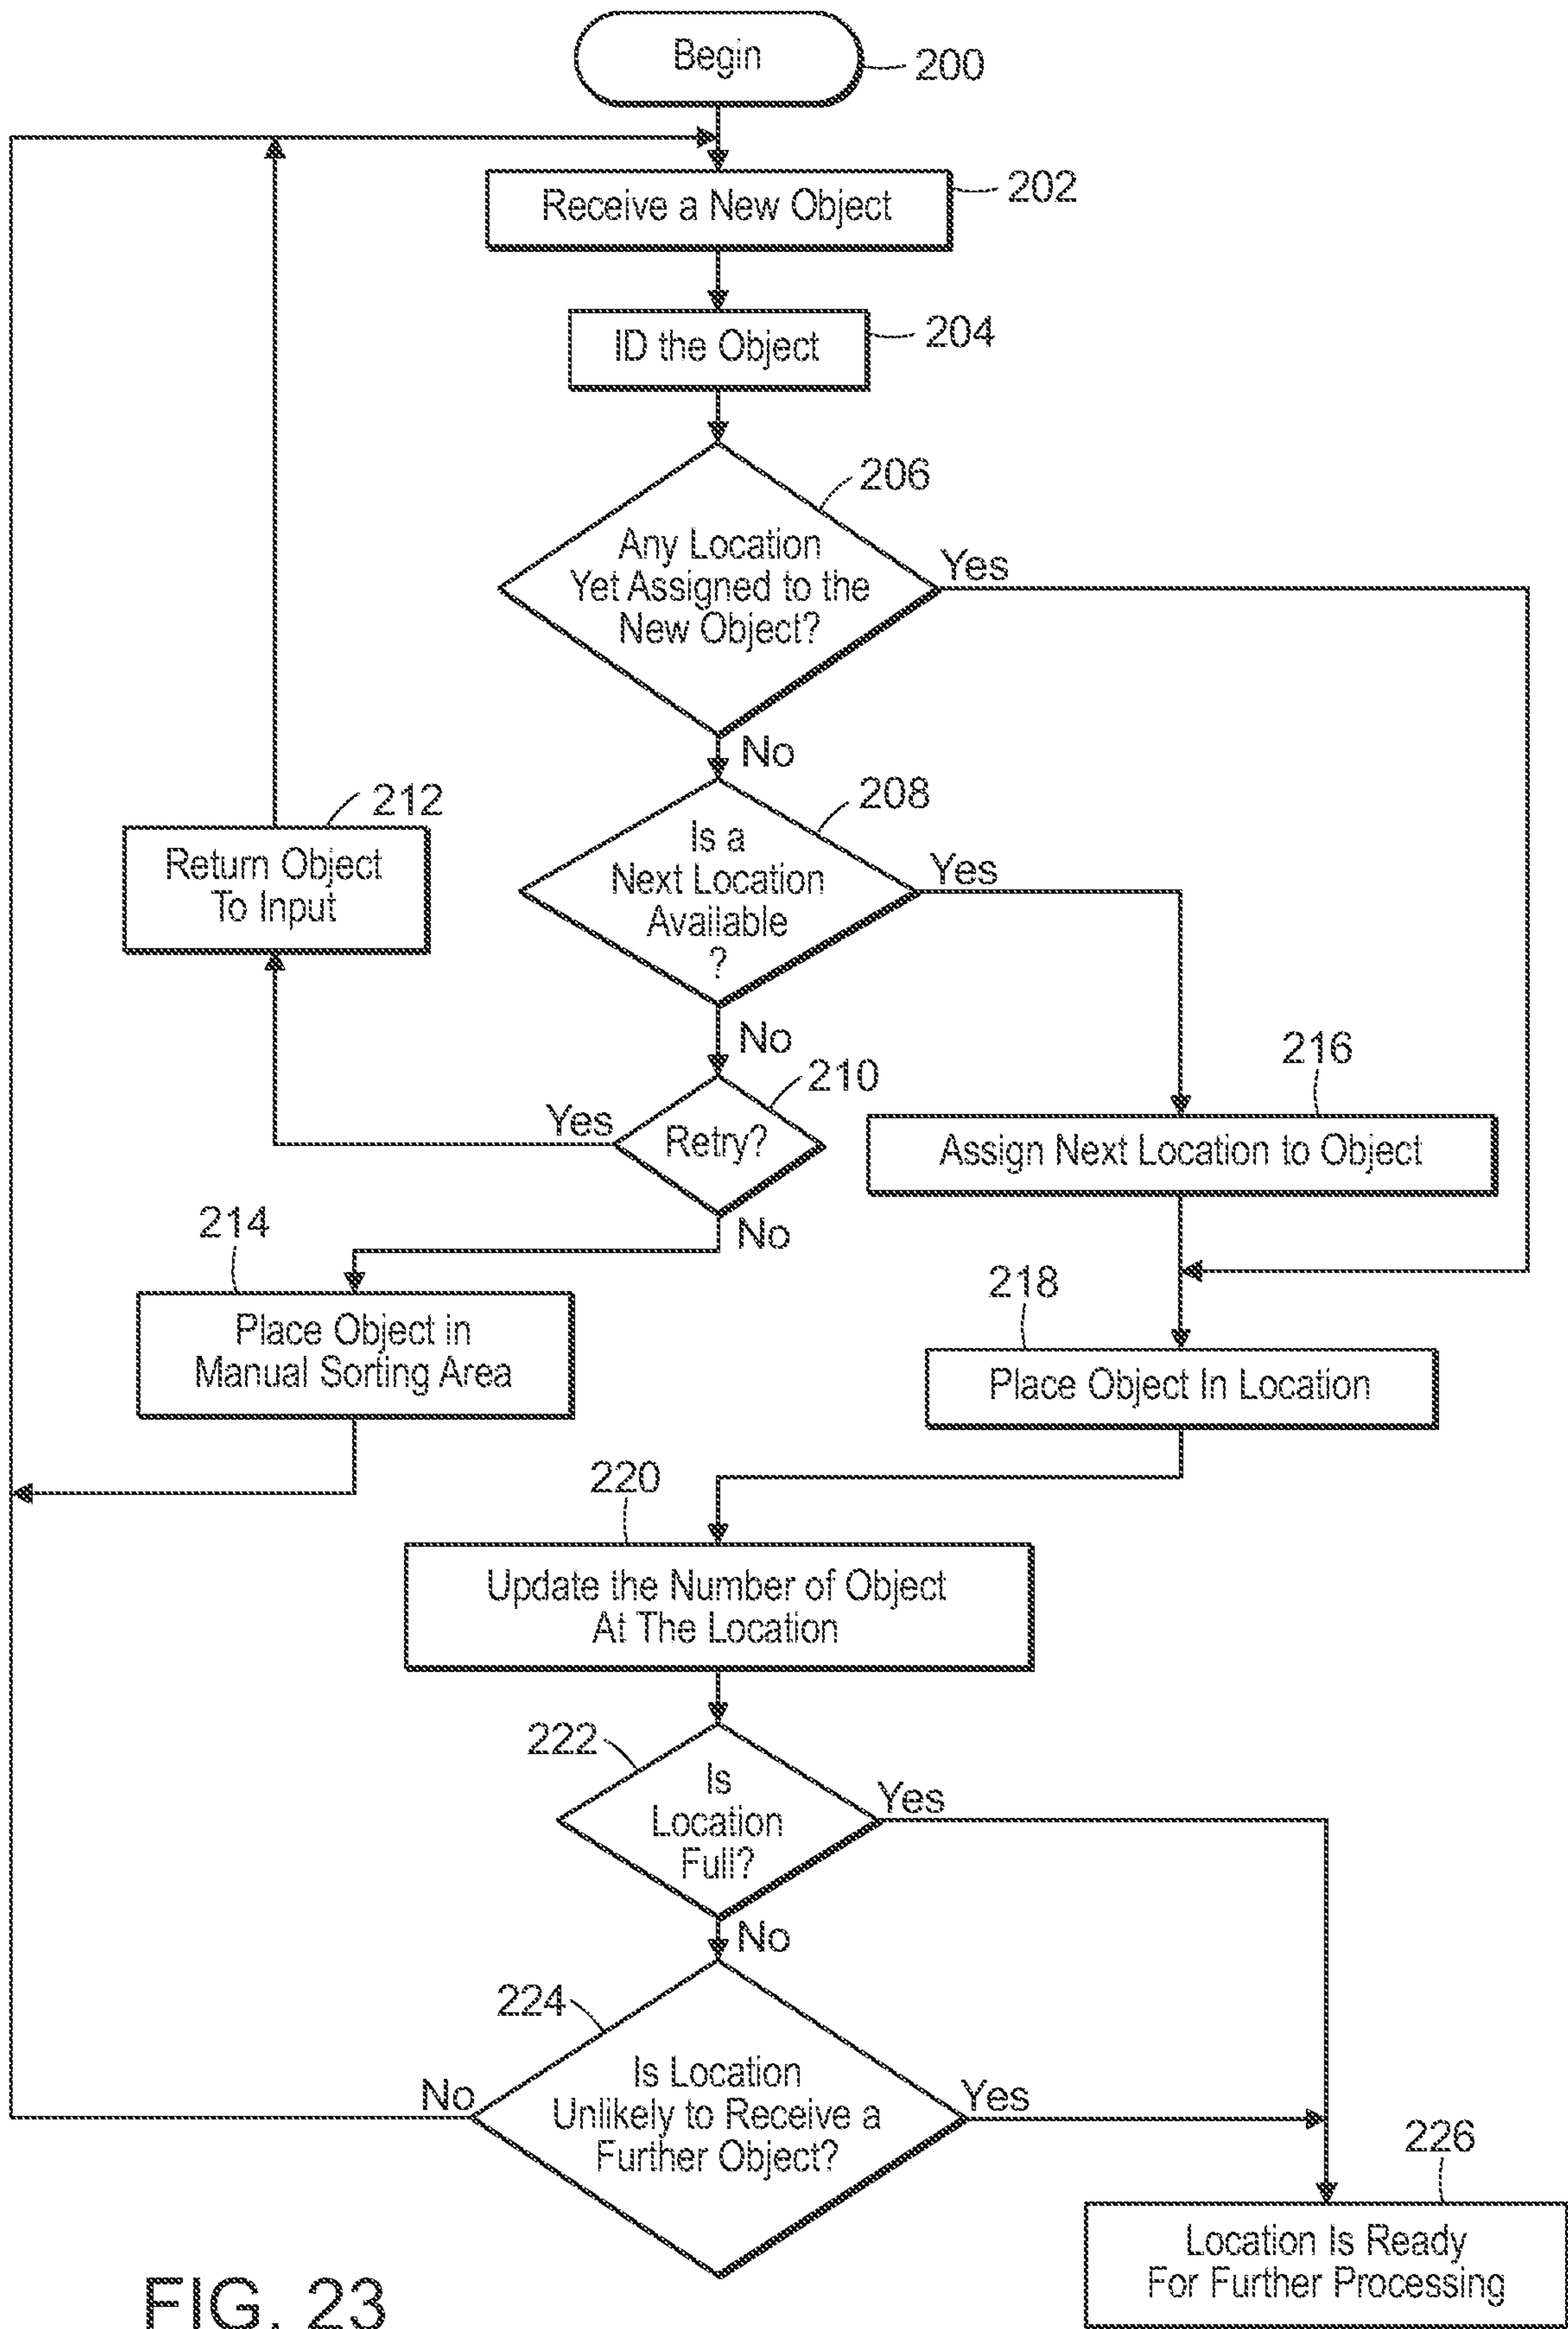 Begin
200
Receive a New Object
202
ID the Object
204
206
Any Location
Yet Assigned to the
New Object?
Yes
No
208
Is a
Next Location
Available
?
Yes
212
Return Object
To Input
No
210
Retry?
Yes
No
216
Assign Next Location to Object
214
Place Object in
Manual Sorting Area
218
Place Object In Location
220
Update the Number of Object
At The Location
222
Is
Location
Full?
Yes
No
224
Is Location
Unlikely to Receive a
Further Object?
No
Yes
226
Location Is Ready
For Further Processing
FIG. 23